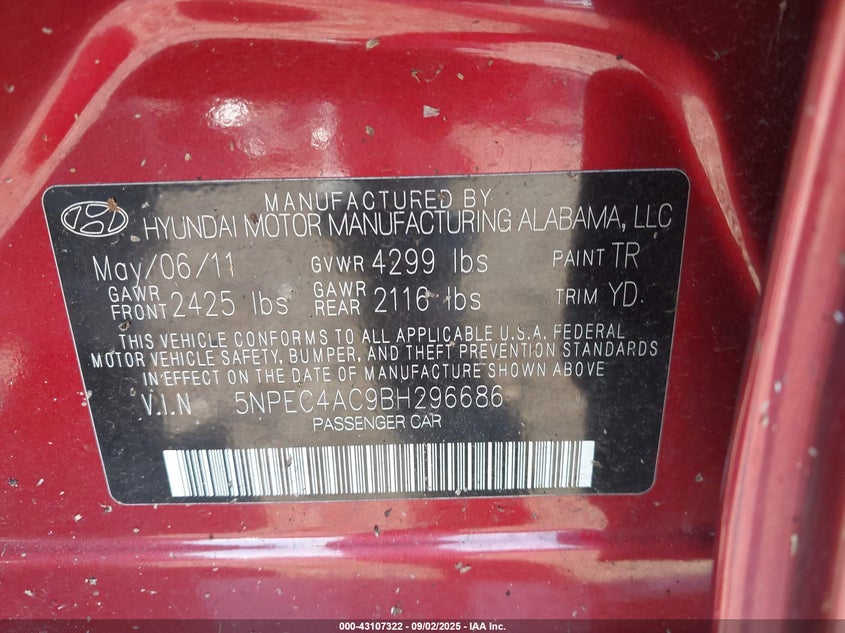 MANUFACTURED BY
HYUNDAI MOTOR MANUFACTURING ALABAMA, LLC
May/06/11 GVWR 4299 lbs PAINT TR
GAWR FRONT 2425 lbs GAWR REAR 2116 lbs TRIM YD
THIS VEHICLE CONFORMS TO ALL APPLICABLE U.S.A. FEDERAL
MOTOR VEHICLE SAFETY, BUMPER, AND THEFT PREVENTION STANDARDS
IN EFFECT ON THE DATE OF MANUFACTURE SHOWN ABOVE
V.I.N 5NPEC4AC9BH296686
PASSENGER CAR
000-43107322 - 09/02/2025 - IAA Inc.